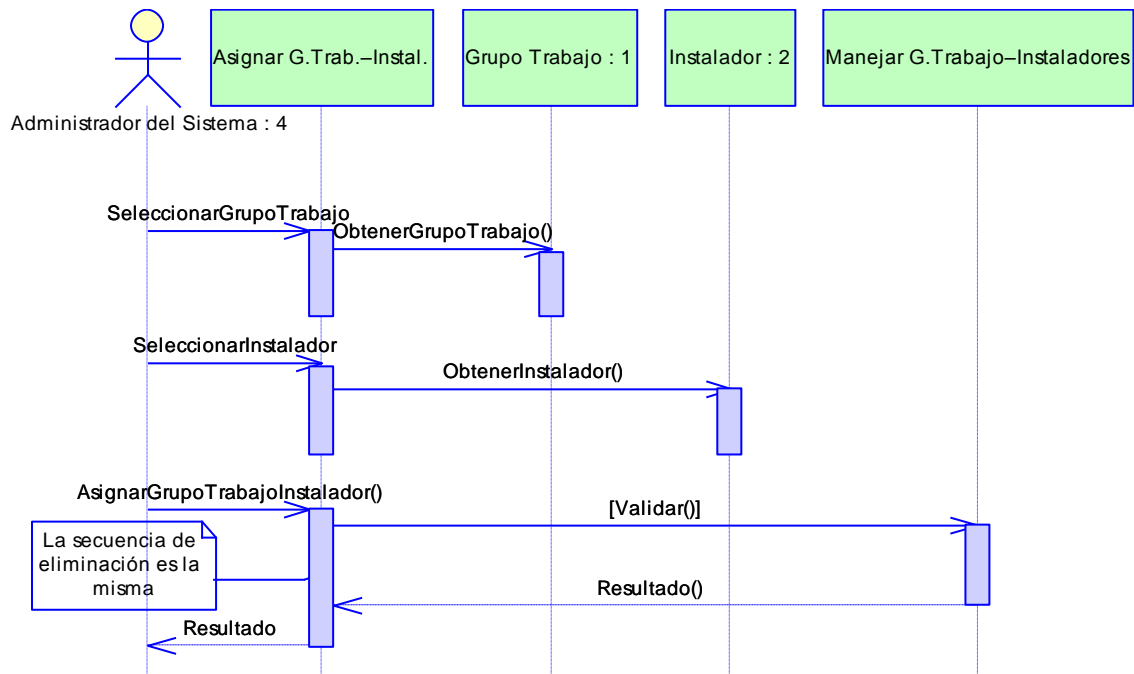 Asignar G.Trab.–Instal.
Grupo Trabajo : 1
Instalador : 2
Manejar G.Trabajo–Instaladores
Administrador del Sistema : 4
SeleccionarGrupoTrabajo
ObtenerGrupoTrabajo()
SeleccionarInstalador
ObtenerInstalador()
AsignarGrupoTrabajoInstalador()
[Validar()]
La secuencia de
eliminación es la
misma
Resultado()
Resultado